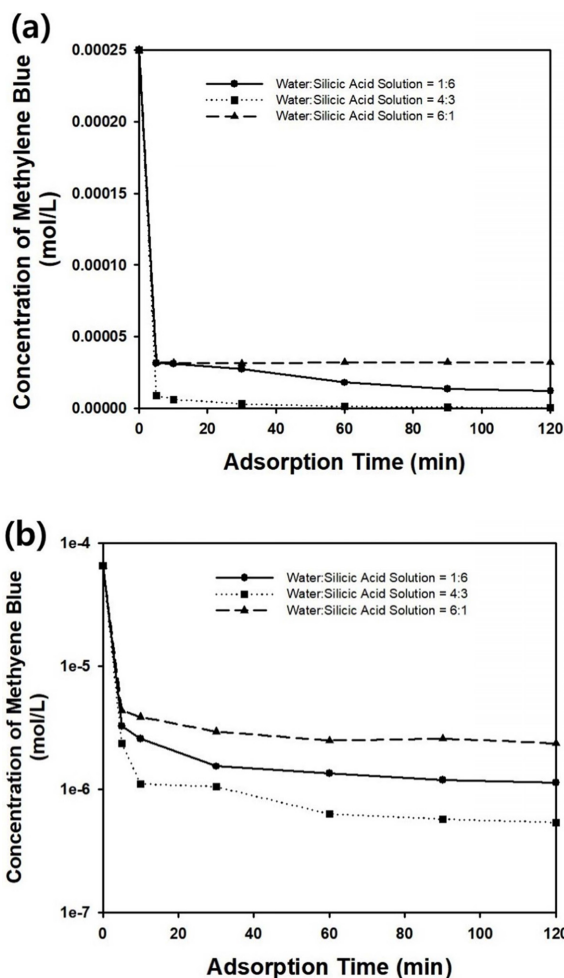 (a)
0.00025
0.00020
0.00015
0.00010
0.00005
0.00000
Concentration of Methylene Blue
(mol/L)
Water:Silicic Acid Solution = 1:6
Water:Silicic Acid Solution = 4:3
Water:Silicic Acid Solution = 6:1
0 20 40 60 80 100 120
Adsorption Time (min)
(b)
1e-4
1e-5
1e-6
1e-7
Concentration of Methyene Blue
(mol/L)
Water:Silicic Acid Solution = 1:6
Water:Silicic Acid Solution = 4:3
Water:Silicic Acid Solution = 6:1
0 20 40 60 80 100 120
Adsorption Time (min)